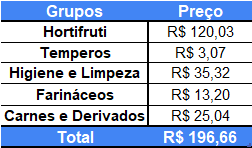 Grupos Preço
Hortifruti R$ 120,03
Temperos R$ 3,07
Higiene e Limpeza R$ 35,32
Farináceos R$ 13,20
Carnes e Derivados R$ 25,04
Total R$ 196,66